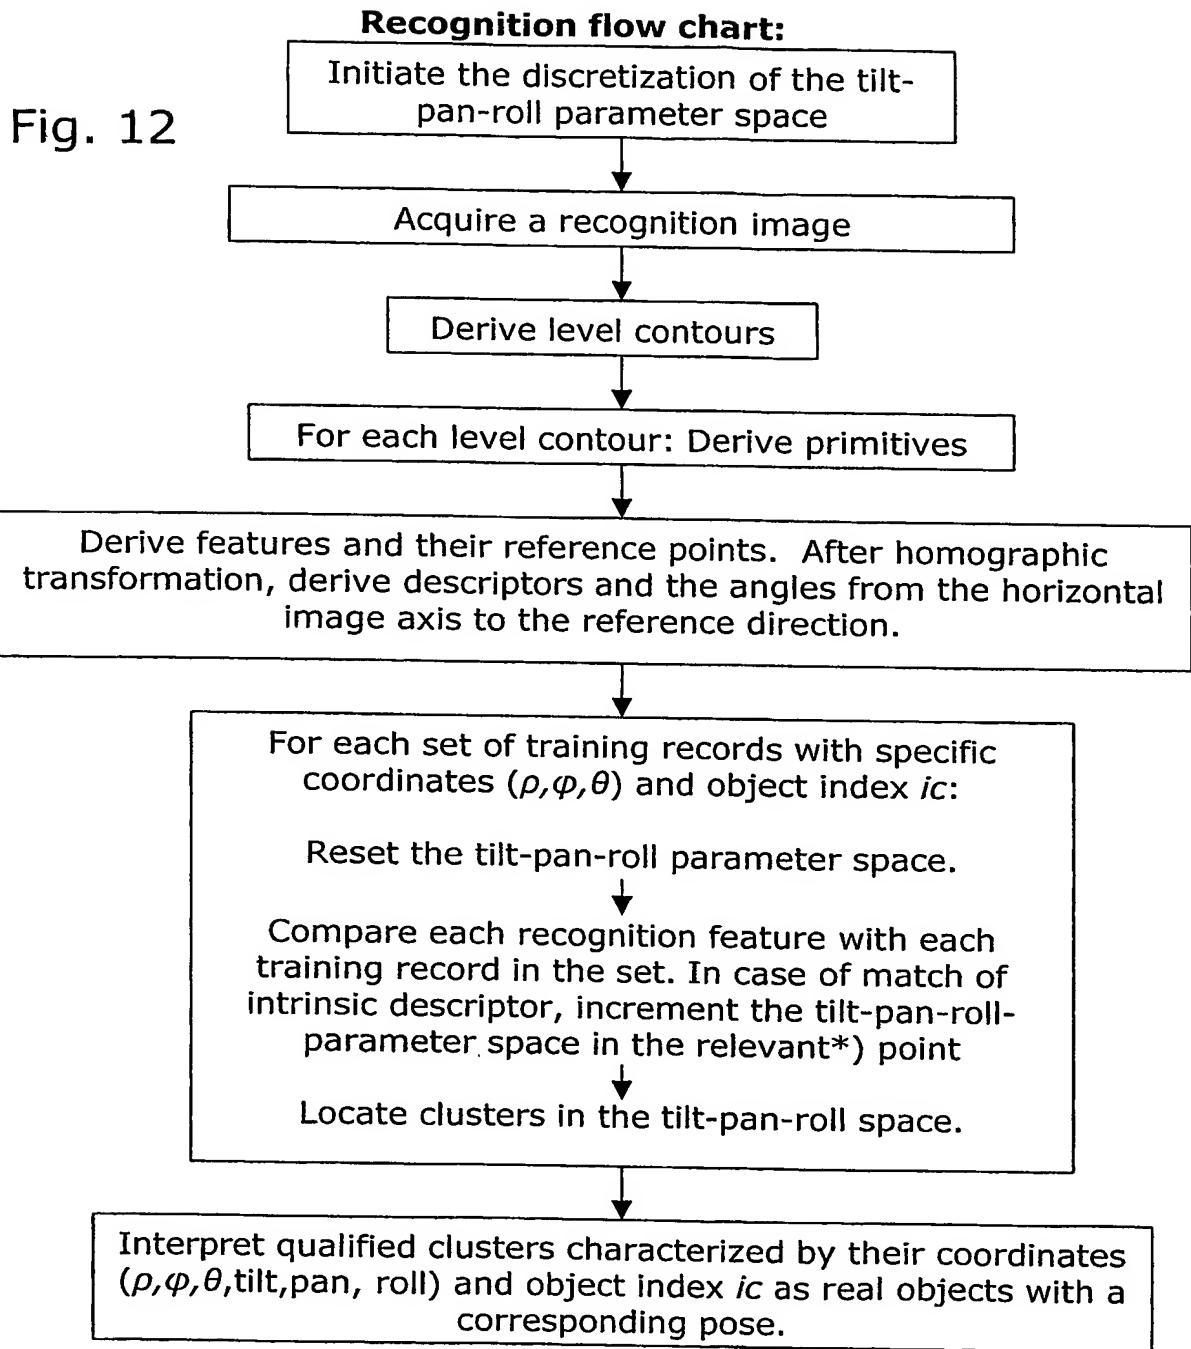 Recognition flow chart:
Fig. 12
Initiate the discretization of the tilt-
pan-roll parameter space
Acquire a recognition image
Derive level contours
For each level contour: Derive primitives
Derive features and their reference points. After homographic
transformation, derive descriptors and the angles from the horizontal
image axis to the reference direction.
For each set of training records with specific
coordinates (ρ,φ,θ) and object index ic:
Reset the tilt-pan-roll parameter space.
Compare each recognition feature with each
training record in the set. In case of match of
intrinsic descriptor, increment the tilt-pan-roll-
parameter space in the relevant*) point
Locate clusters in the tilt-pan-roll space.
Interpret qualified clusters characterized by their coordinates
(ρ,φ,θ,tilt,pan, roll) and object index ic as real objects with a
corresponding pose.